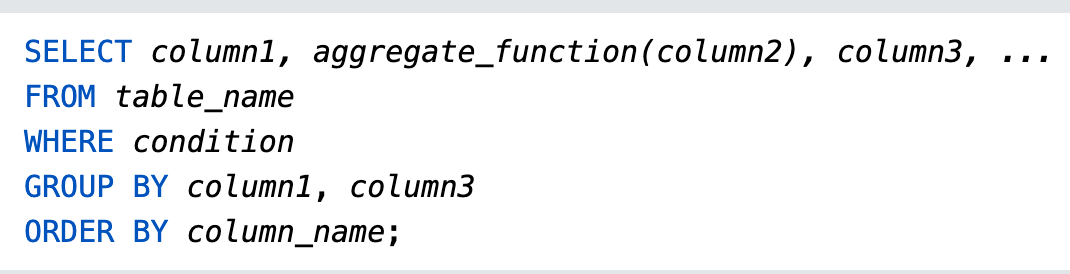 SELECT column1, aggregate_function(column2), column3, ...
FROM table_name
WHERE condition
GROUP BY column1, column3
ORDER BY column_name;